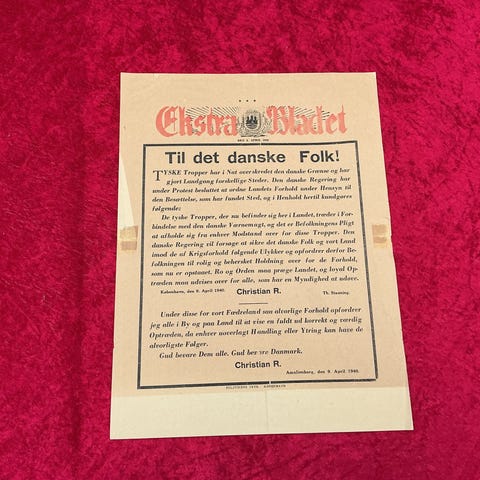 Ekstra Bladet
DEN 9. APRIL 1940
Til det danske Folk!
TYSKE Tropper har i Nat overskredet den danske Grænse og har
gjort Landgang forskellige Steder. Den danske Regering har
under Protest besluttet at ordne Landets Forhold under Hensyn til
den Besættelse, som har fundet Sted, og i Henhold hertil kundgøres
følgende:
De tyske Tropper, der nu befinder sig her i Landet, træder i For-
bindelse med den danske Værnemagt, og det er Befolkningens Pligt
at afholde sig fra enhver Modstand over for disse Tropper. Den
danske Regering vil forsøge at sikre det danske Folk og vort Land
imod de af Krigsforhold følgende Ulykker og opfordrer derfor Be-
folkningen til rolig og behersket Holdning over for de Forhold,
som nu er opstaaet. Ro og Orden maa præge Landet, og loyal Op-
træden maa udvises over for alle, som har en Myndighed at udøve.
København, den 9. April 1940. Christian R. Th. Stauning.
Under disse for vort Fædreland saa alvorlige Forhold opfordrer
jeg alle i By og paa Land til at vise en fuldt ud korrekt og værdig
Optræden, da enhver uoverlagt Handling eller Ytring kan have de
alvorligste Følger.
Gud bevare Dem alle. Gud bevare Danmark.
Christian R.
Amalienborg, den 9. April 1940.
POLITIKENS TRYK · KØBENHAVN